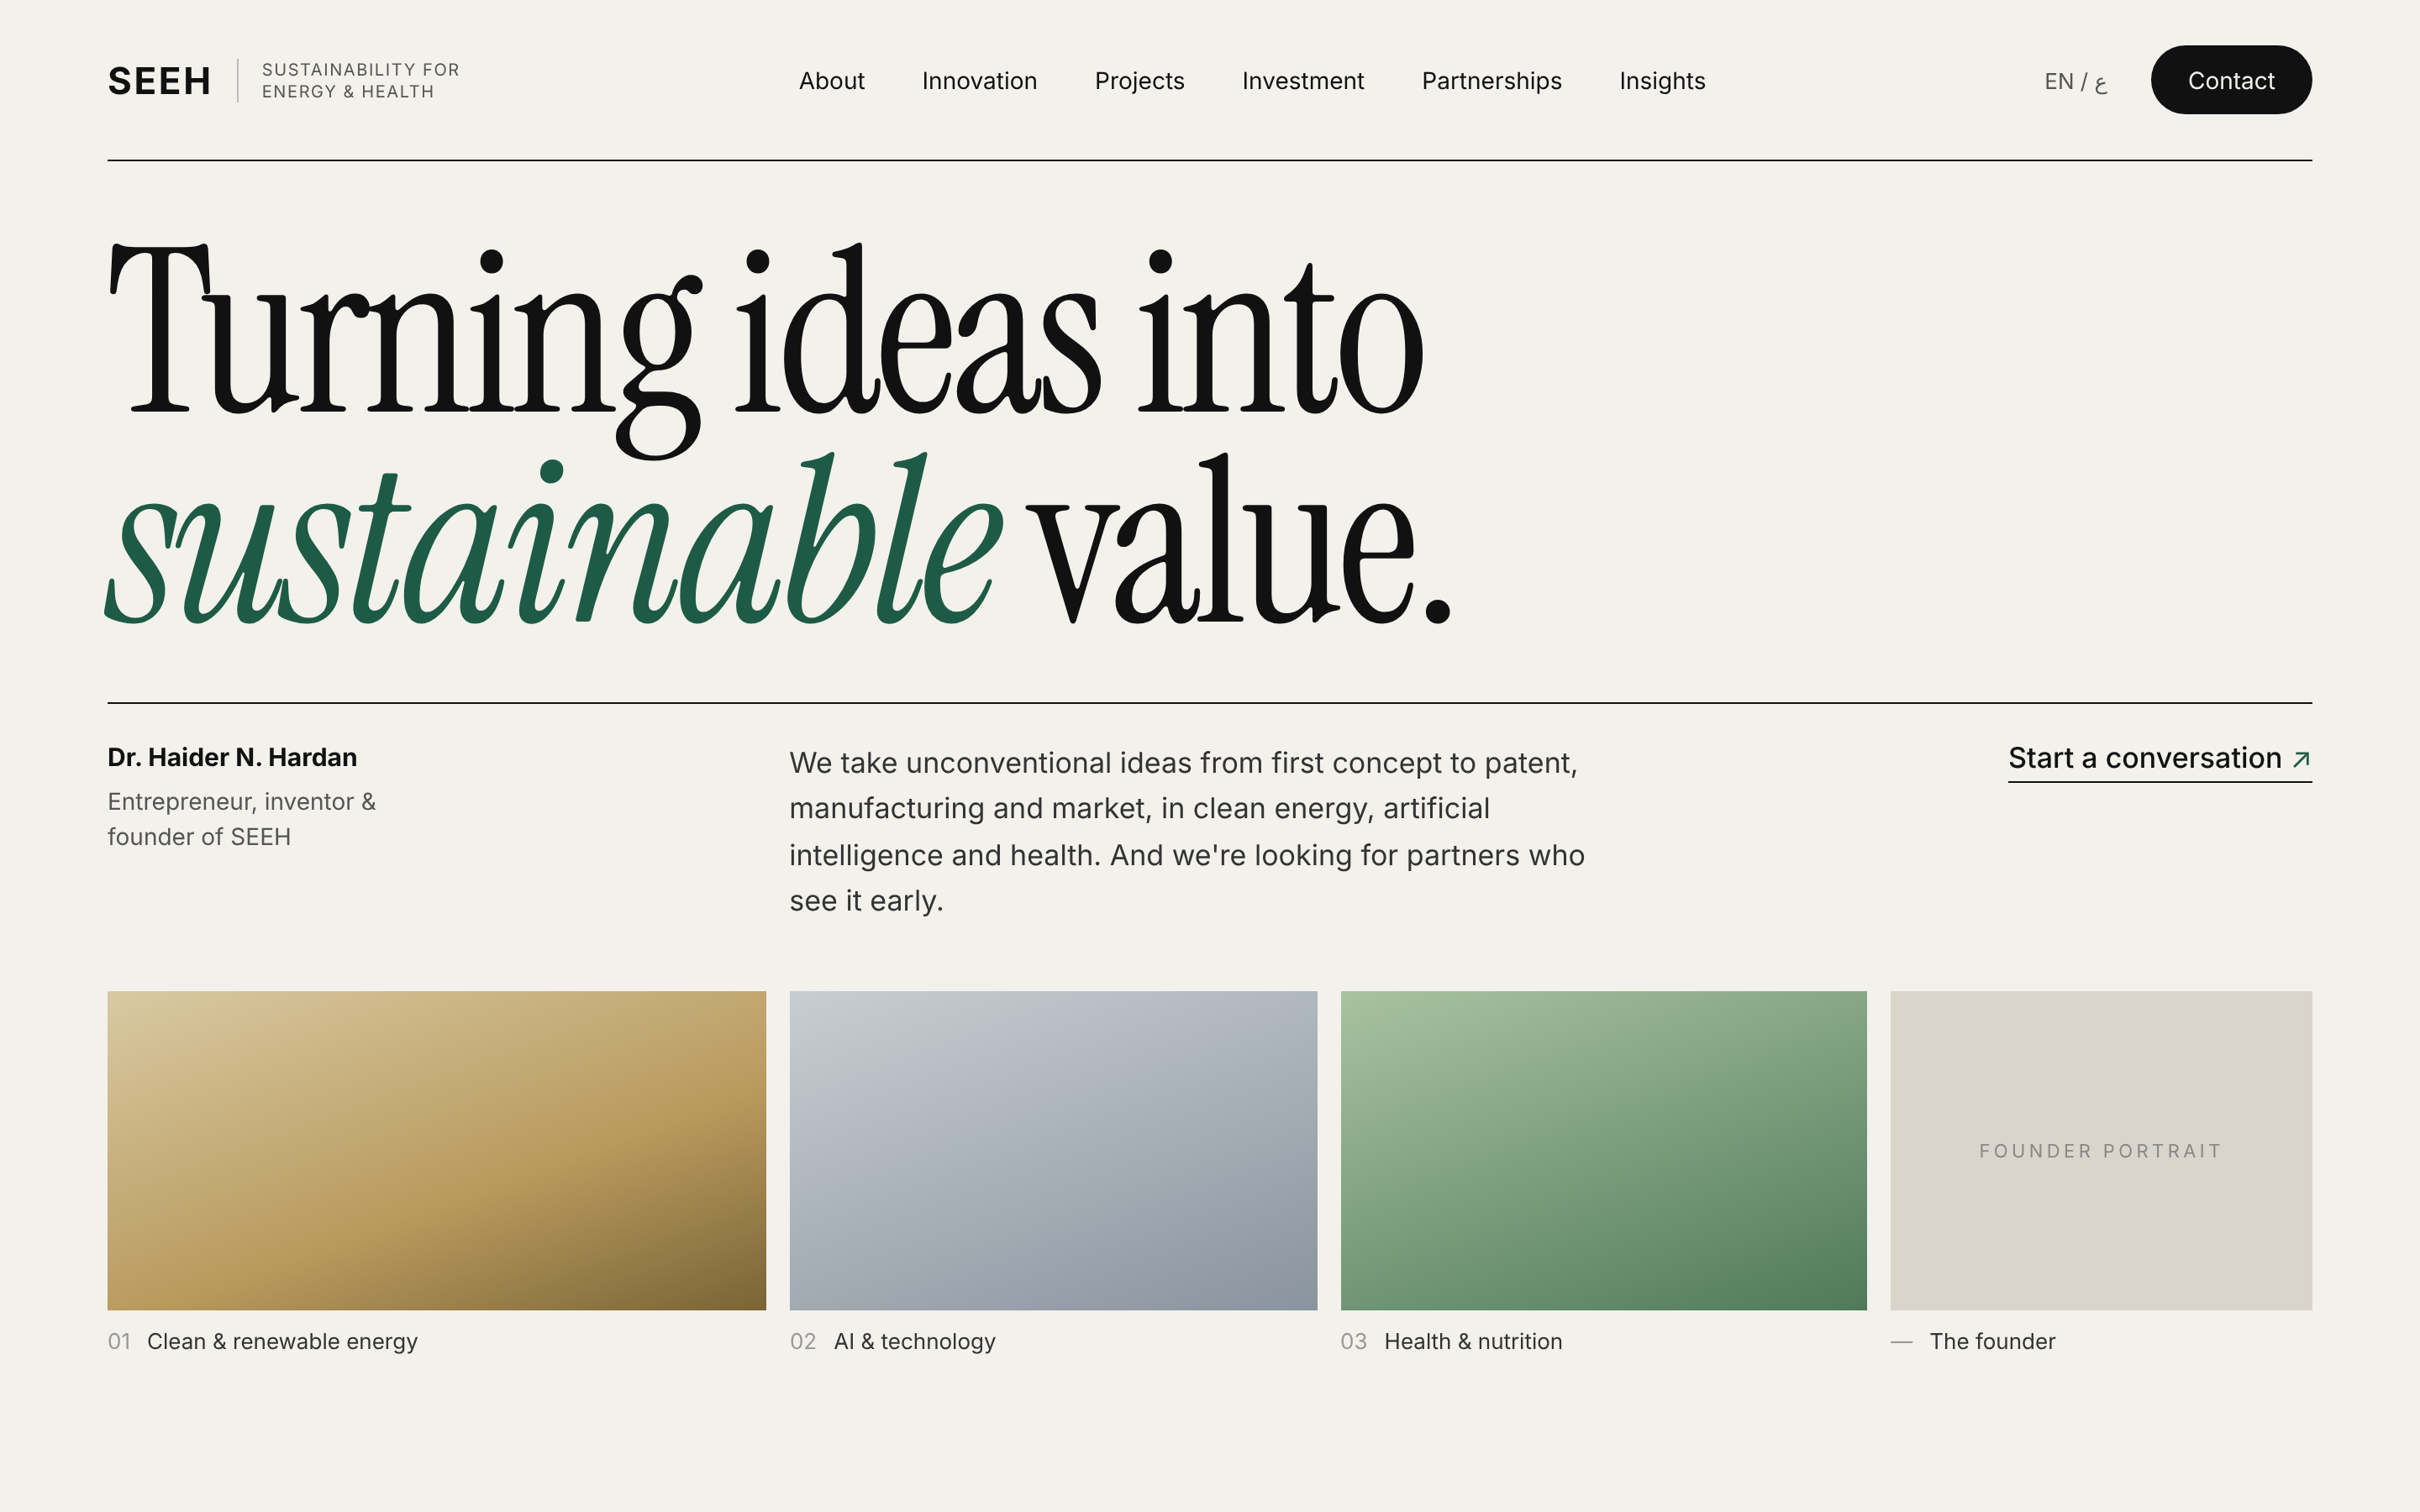 SEEH
SUSTAINABILITY FOR
ENERGY & HEALTH
About
Innovation
Projects
Investment
Partnerships
Insights
EN / ع
Contact
Turning ideas into
sustainable value.
Dr. Haider N. Hardan
Entrepreneur, inventor &
founder of SEEH
We take unconventional ideas from first concept to patent,
manufacturing and market, in clean energy, artificial
intelligence and health. And we're looking for partners who
see it early.
Start a conversation ↗
FOUNDER PORTRAIT
01 Clean & renewable energy
02 AI & technology
03 Health & nutrition
— The founder